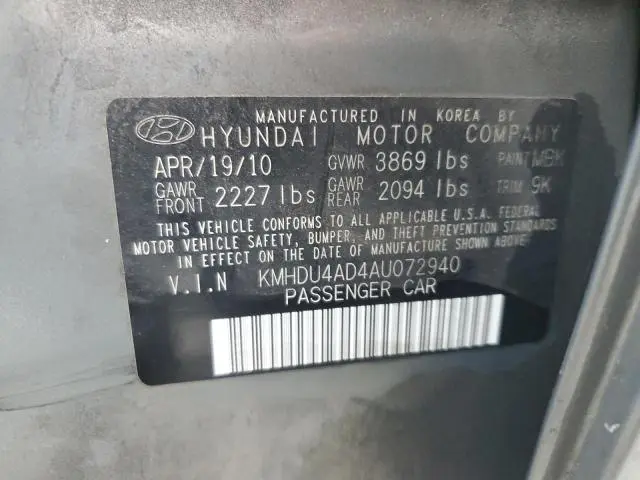 MANUFACTURED IN KOREA BY
HYUNDAI MOTOR COMPANY
APR/19/10 GVWR 3869 lbs PAINT MBK
GAWR FRONT 2227 lbs GAWR REAR 2094 lbs TRIM 9K
THIS VEHICLE CONFORMS TO ALL APPLICABLE U.S.A. FEDERAL
MOTOR VEHICLE SAFETY, BUMPER, AND THEFT PREVENTION STANDARDS
IN EFFECT ON THE DATE OF MANUFACTURE SHOWN ABOVE.
V.I.N KMHDU4AD4AU072940
PASSENGER CAR